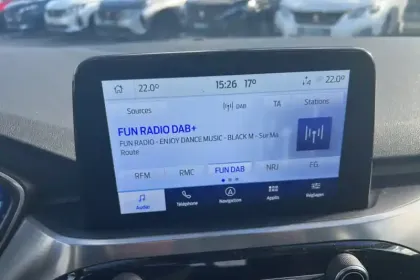 22.0° 15:26 17° 22.0°
Sources DAB TA Stations
FUN RADIO DAB+
FUN RADIO - ENJOY DANCE MUSIC - BLACK M - Sur Ma
Route
RFM RMC FUN DAB NRJ FG
Audio Téléphone Navigation Applis Réglages